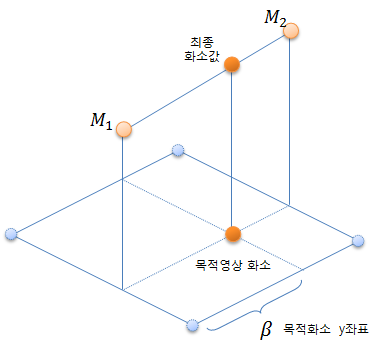 M₂
최종
화소값
M₁
목적영상 화소
β 목적화소 y좌표